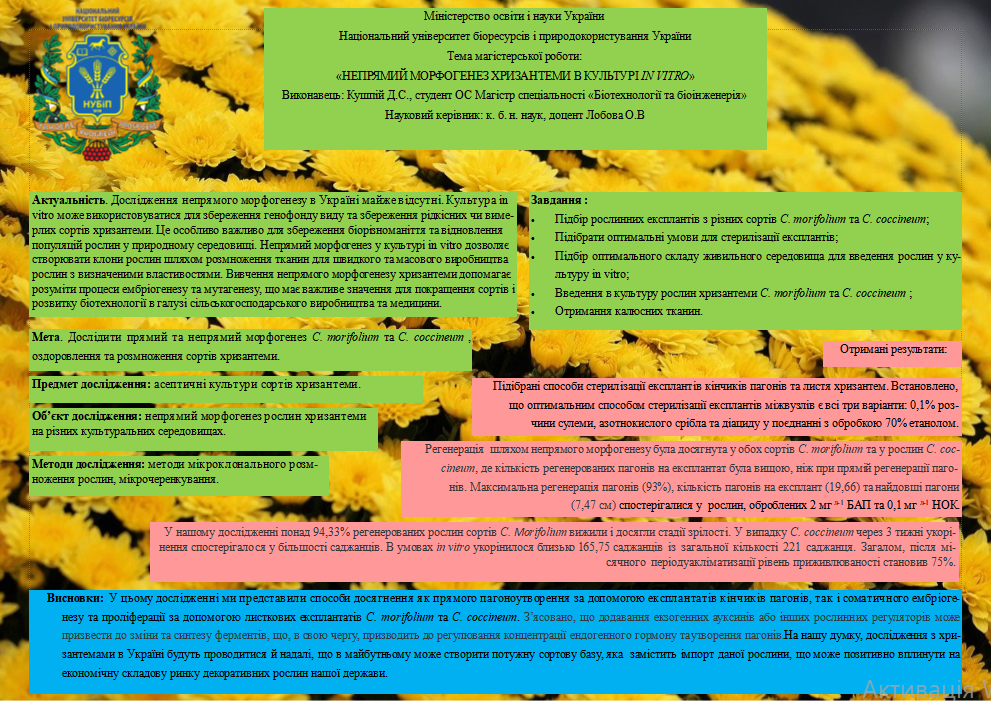 НАЦІОНАЛЬНИЙ
УНІВЕРСИТЕТ БІОРЕСУРСІВ
І ПРИРОДОКОРИСТУВАННЯ
НУБІП
Міністерство освіти і науки України
Національний університет біоресурсів і природокористування України
Тема магістерської роботи:
«НЕПРЯМИЙ МОРФОГЕНЕЗ ХРИЗАНТЕМИ В КУЛЬТУРІ IN VITRO»
Виконавець: Кушпій Д.С., студент ОС Магістр спеціальності «Біотехнології та біоінженерія»
Науковий керівник: к. б. н. наук, доцент Лобова О.В
Актуальність. Дослідження непрямого морфогенезу в Україні майже відсутні. Культура in
vitro може використовуватися для збереження генофонду виду та збереження рідкісних чи виме-
рлих сортів хризантеми. Це особливо важливо для збереження біорізноманіття та відновлення
популяцій рослин у природному середовищі. Непрямий морфогенез у культурі in vitro дозволяє
створювати клони рослин шляхом розмноження тканин для швидкого та масового виробництва
рослин з визначеними властивостями. Вивчення непрямого морфогенезу хризантеми допомагає
розуміти процеси ембріогенезу та мутагенезу, що має важливе значення для покращення сортів і
розвитку біотехнології в галузі сільськогосподарського виробництва та медицини.
Мета. Дослідити прямий та непрямий морфогенез C. morifolium та C. coccineum ,
оздоровлення та розмноження сортів хризантеми.
Предмет дослідження: асептичні культури сортів хризантеми.
Об’єкт дослідження: непрямий морфогенез рослин хризантеми
на різних культуральних середовищах.
Методи дослідження: методи мікроклонального розм-
ноження рослин, мікрочеренкування.
Завдання :
• Підбір рослинних експлантів з різних сортів C. morifolium та C. coccineum;
• Підібрати оптимальні умови для стерилізації експлантів;
• Підбір оптимального складу живильного середовища для введення рослин у ку-
льтуру in vitro;
• Введення в культуру рослин хризантеми C. morifolium та C. coccineum ;
• Отримання калюсних тканин.
Отримані результати:
Підібрані способи стерилізації експлантів кінчиків пагонів та листя хризантем. Встановлено,
що оптимальним способом стерилізації експлантів міжвузлів є всі три варіанти: 0,1% роз-
чини сулеми, азотнокислого срібла та діациду у поєднанні з обробкою 70% етанолом.
Регенерація шляхом непрямого морфогенезу була досягнута у обох сортів C. morifolium та у рослин C. coc-
cineum, де кількість регенерованих пагонів на експлантат була вищою, ніж при прямій регенерації паго-
нів. Максимальна регенерація пагонів (93%), кількість пагонів на експлант (19,66) та найдовші пагони
(7,47 см) спостерігалися у рослин, оброблених 2 мг л-1 БАП та 0,1 мг л-1 НОК.
У нашому дослідженні понад 94,33% регенерованих рослин сортів C. Morifolium вижили і досягли стадії зрілості. У випадку C. coccineum через 3 тижні укорі-
нення спостерігалося у більшості саджанців. В умовах in vitro укорінилося близько 165,75 саджанців із загальної кількості 221 саджанця. Загалом, після мі-
сячного періодуакліматизації рівень приживлюваності становив 75%.
Висновки: У цьому дослідженні ми представили способи досягнення як прямого пагоноутворення за допомогою експлантатів кінчиків пагонів, так і соматичного ембріоге-
незу та проліферації за допомогою листкових експлантатів C. morifolium та C. coccineum. З’ясовано, що додавання екзогенних ауксинів або інших рослинних регуляторів може
призвести до зміни та синтезу ферментів, що, в свою чергу, призводить до регулювання концентрації ендогенного гормону таутворення пагонів.На нашу думку, дослідження з хри-
зантемами в Україні будуть проводитися й надалі, що в майбутньому може створити потужну сортову базу, яка замістить імпорт даної рослини, що може позитивно вплинути на
економічну складову ринку декоративних рослин нашої держави.
Активація